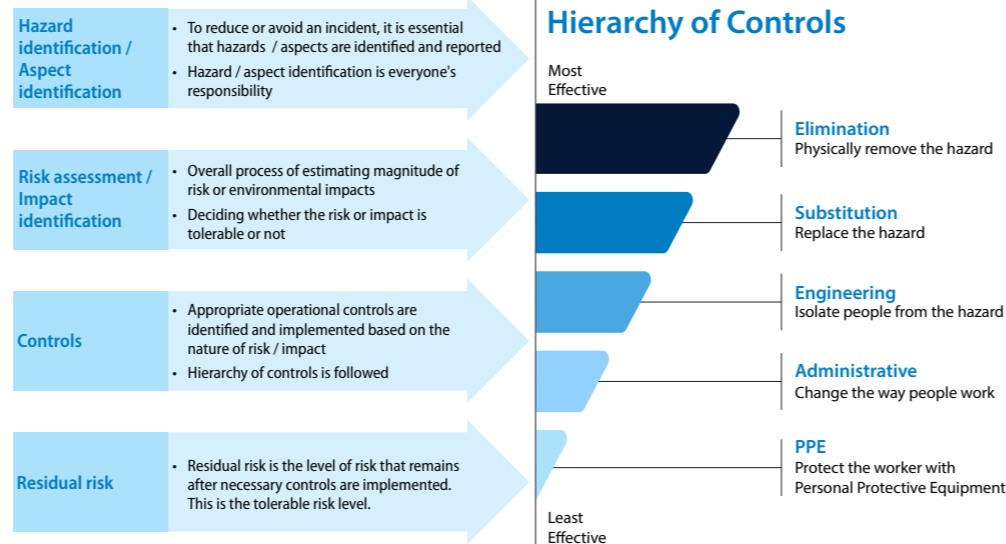 Hazard
identification /
Aspect
identification
• To reduce or avoid an incident, it is essential
that hazards / aspects are identified and reported
• Hazard / aspect identification is everyone's
responsibility
Risk assessment /
Impact
identification
• Overall process of estimating magnitude of
risk or environmental impacts
• Deciding whether the risk or impact is
tolerable or not
Controls
• Appropriate operational controls are
identified and implemented based on the
nature of risk / impact
• Hierarchy of controls is followed
Residual risk
• Residual risk is the level of risk that remains
after necessary controls are implemented.
This is the tolerable risk level.
Hierarchy of Controls
Most
Effective
Elimination
Physically remove the hazard
Substitution
Replace the hazard
Engineering
Isolate people from the hazard
Administrative
Change the way people work
PPE
Protect the worker with
Personal Protective Equipment
Least
Effective